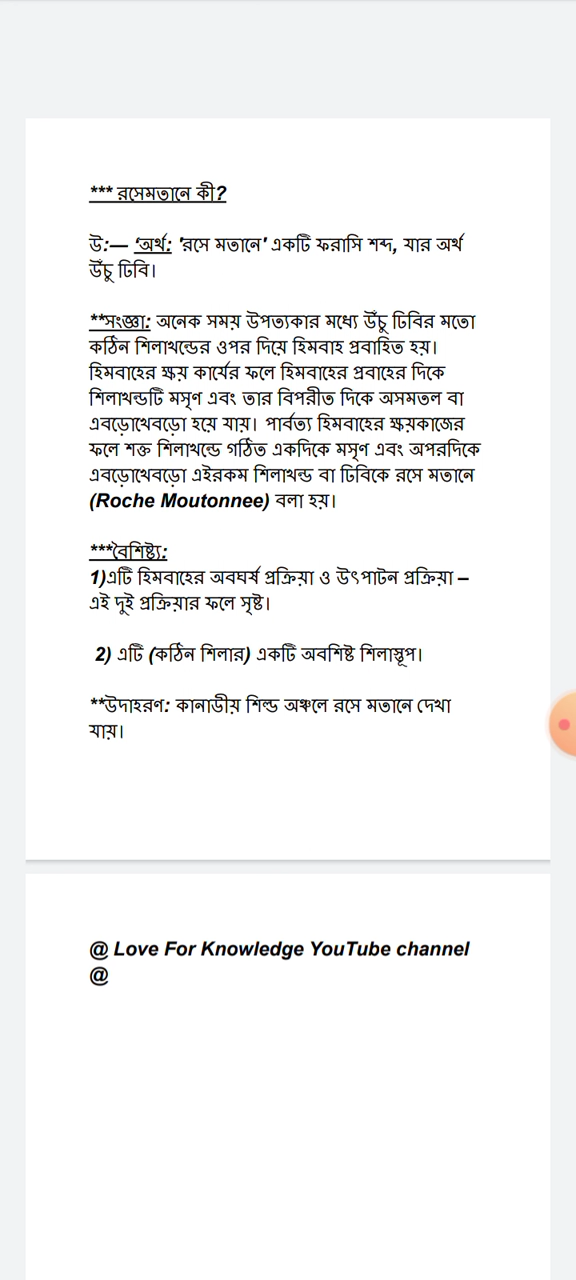 *** রসেমতানে কী?
উ:— ‘অর্থ: 'রসে মতানে' একটি ফরাসি শব্দ, যার অর্থ
উঁচু ঢিবি।
**সংজ্ঞা: অনেক সময় উপত্যকার মধ্যে উঁচু ঢিবির মতো
কঠিন শিলাখন্ডের ওপর দিয়ে হিমবাহ প্রবাহিত হয়।
হিমবাহের ক্ষয় কার্যের ফলে হিমবাহের প্রবাহের দিকে
শিলাখন্ডটি মসৃণ এবং তার বিপরীত দিকে অসমতল বা
এবড়োখেবড়ো হয়ে যায়। পার্বত্য হিমবাহের ক্ষয়কাজের
ফলে শক্ত শিলাখন্ডে গঠিত একদিকে মসৃণ এবং অপরদিকে
এবড়োখেবড়ো এইরকম শিলাখন্ড বা ঢিবিকে রসে মতানে
(Roche Moutonnee) বলা হয়।
***বৈশিষ্ট্য:
1)এটি হিমবাহের অবঘর্ষ প্রক্রিয়া ও উৎপাটন প্রক্রিয়া –
এই দুই প্রক্রিয়ার ফলে সৃষ্ট।
2) এটি (কঠিন শিলার) একটি অবশিষ্ট শিলাস্তূপ।
**উদাহরণ: কানাডীয় শিল্ড অঞ্চলে রসে মতানে দেখা
যায়।
@ Love For Knowledge YouTube channel
@